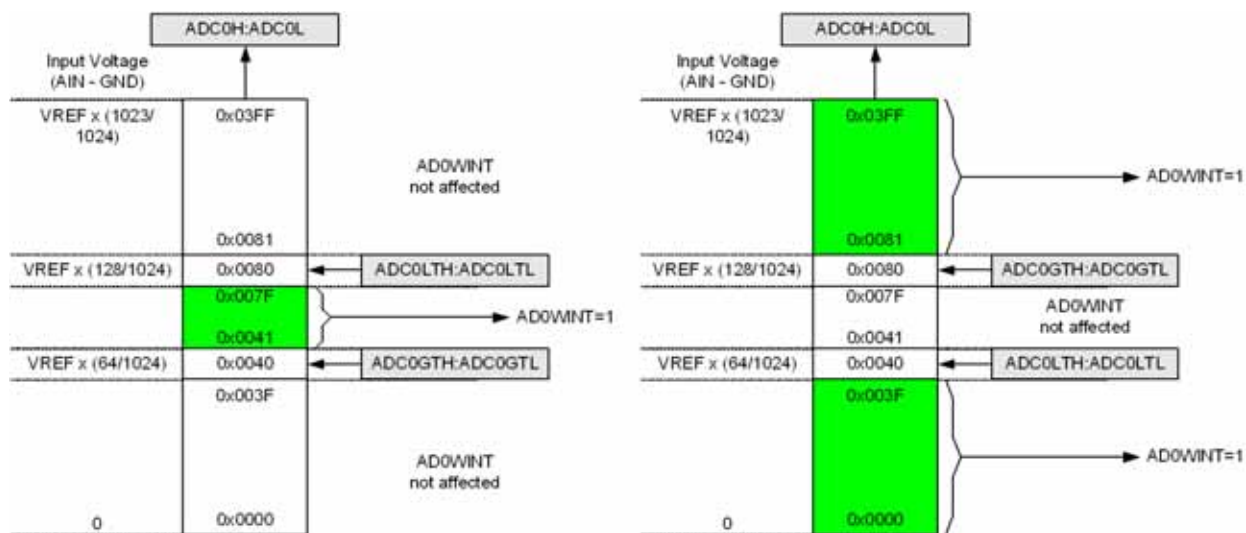 ADC0H:ADC0L
Input Voltage
(AIN - GND)
VREF x (1023/
1024)
0x03FF
AD0WINT
not affected
0x0081
VREF x (128/1024)
0x0080
ADC0LTH:ADC0LTL
0x007F
AD0WINT=1
0x0041
VREF x (64/1024)
0x0040
ADC0GTH:ADC0GTL
0x003F
AD0WINT
not affected
0
0x0000
ADC0H:ADC0L
Input Voltage
(AIN - GND)
VREF x (1023/
1024)
0x03FF
AD0WINT=1
0x0081
VREF x (128/1024)
0x0080
ADC0GTH:ADC0GTL
0x007F
AD0WINT
not affected
0x0041
VREF x (64/1024)
0x0040
ADC0LTH:ADC0LTL
0x003F
AD0WINT=1
0
0x0000